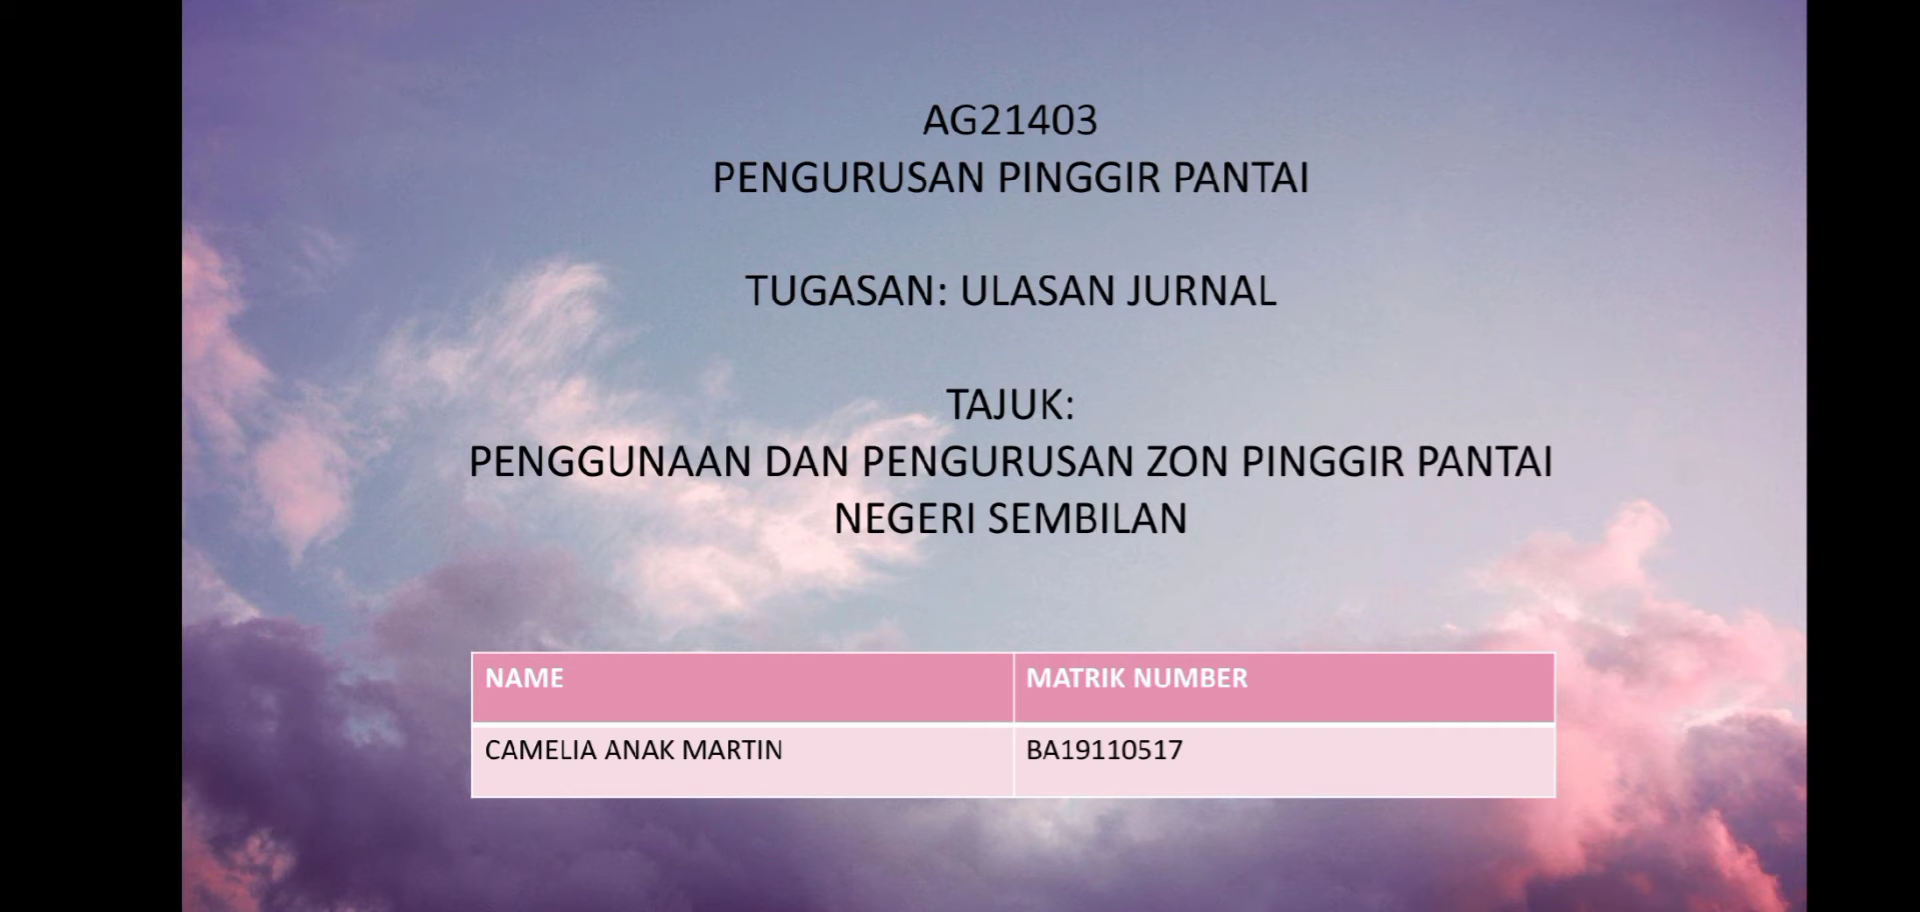 AG21403
PENGURUSAN PINGGIR PANTAI
TUGASAN: ULASAN JURNAL
TAJUK:
PENGGUNAAN DAN PENGURUSAN ZON PINGGIR PANTAI
NEGERI SEMBILAN
NAME MATRIK NUMBER
CAMELIA ANAK MARTIN BA19110517